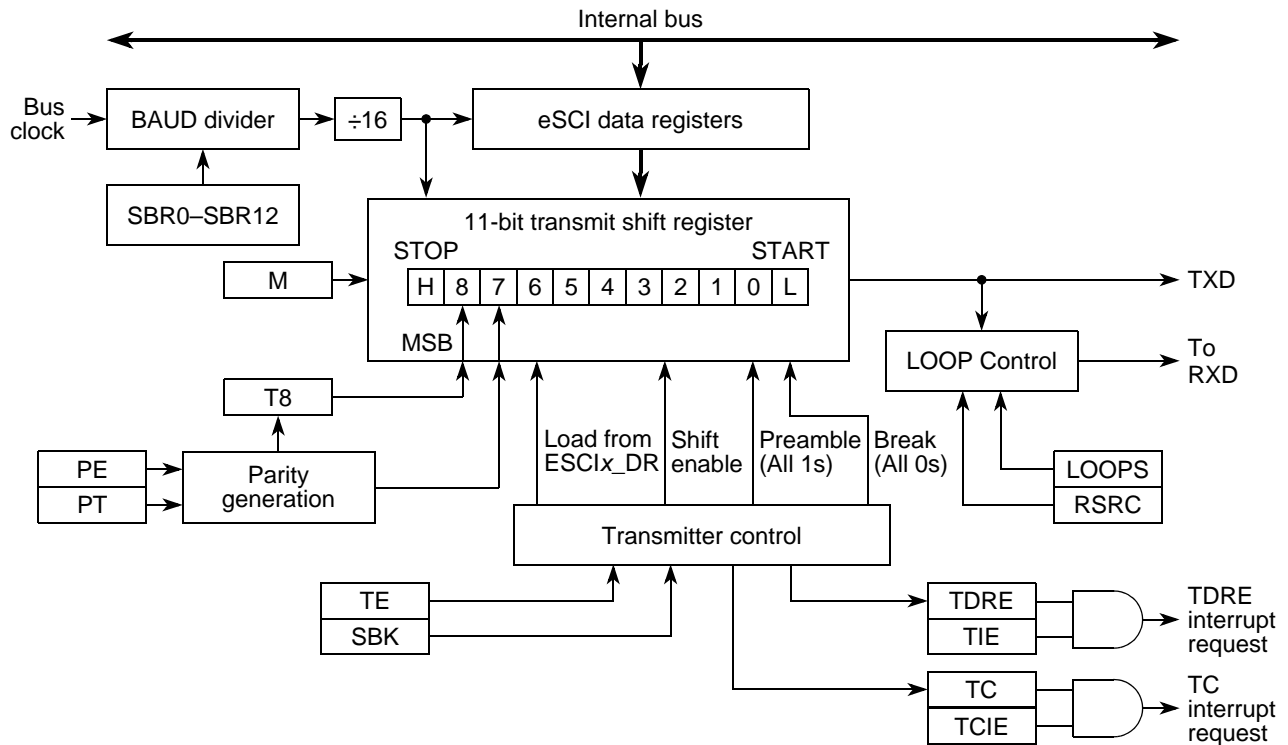 Internal bus
Bus
clock
BAUD divider
÷16
eSCI data registers
SBR0–SBR12
11-bit transmit shift register
STOP
START
M
H 8 7 6 5 4 3 2 1 0 L
TXD
MSB
LOOP Control
To
RXD
T8
Load from
ESCIx_DR
Shift
enable
Preamble
(All 1s)
Break
(All 0s)
PE
PT
Parity
generation
LOOPS
RSRC
Transmitter control
TE
SBK
TDRE
TIE
TDRE
interrupt
request
TC
TCIE
TC
interrupt
request